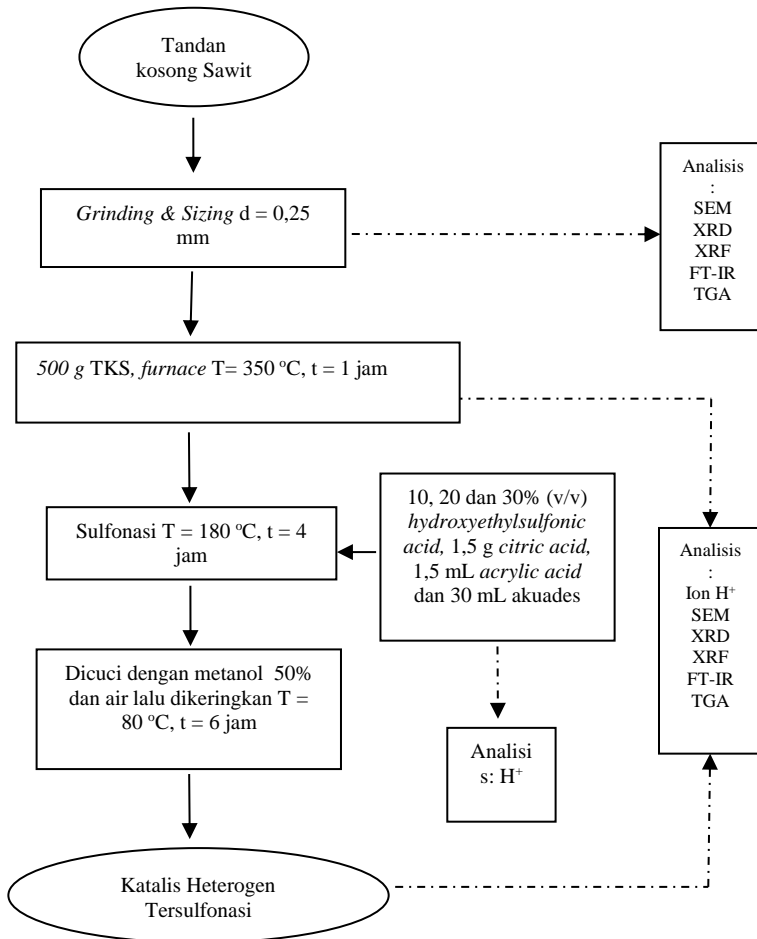 Tandan
kosong Sawit
Grinding & Sizing d = 0,25
mm
Analisis
:
SEM
XRD
XRF
FT-IR
TGA
500 g TKS, furnace T= 350 °C, t = 1 jam
Sulfonasi T = 180 °C, t = 4
jam
10, 20 dan 30% (v/v)
hydroxyethylsulfonic
acid, 1,5 g citric acid,
1,5 mL acrylic acid
dan 30 mL akuades
Analisis
:
Ion H⁺
SEM
XRD
XRF
FT-IR
TGA
Dicuci dengan metanol 50%
dan air lalu dikeringkan T =
80 °C, t = 6 jam
Analisi
s: H⁺
Katalis Heterogen
Tersulfonasi